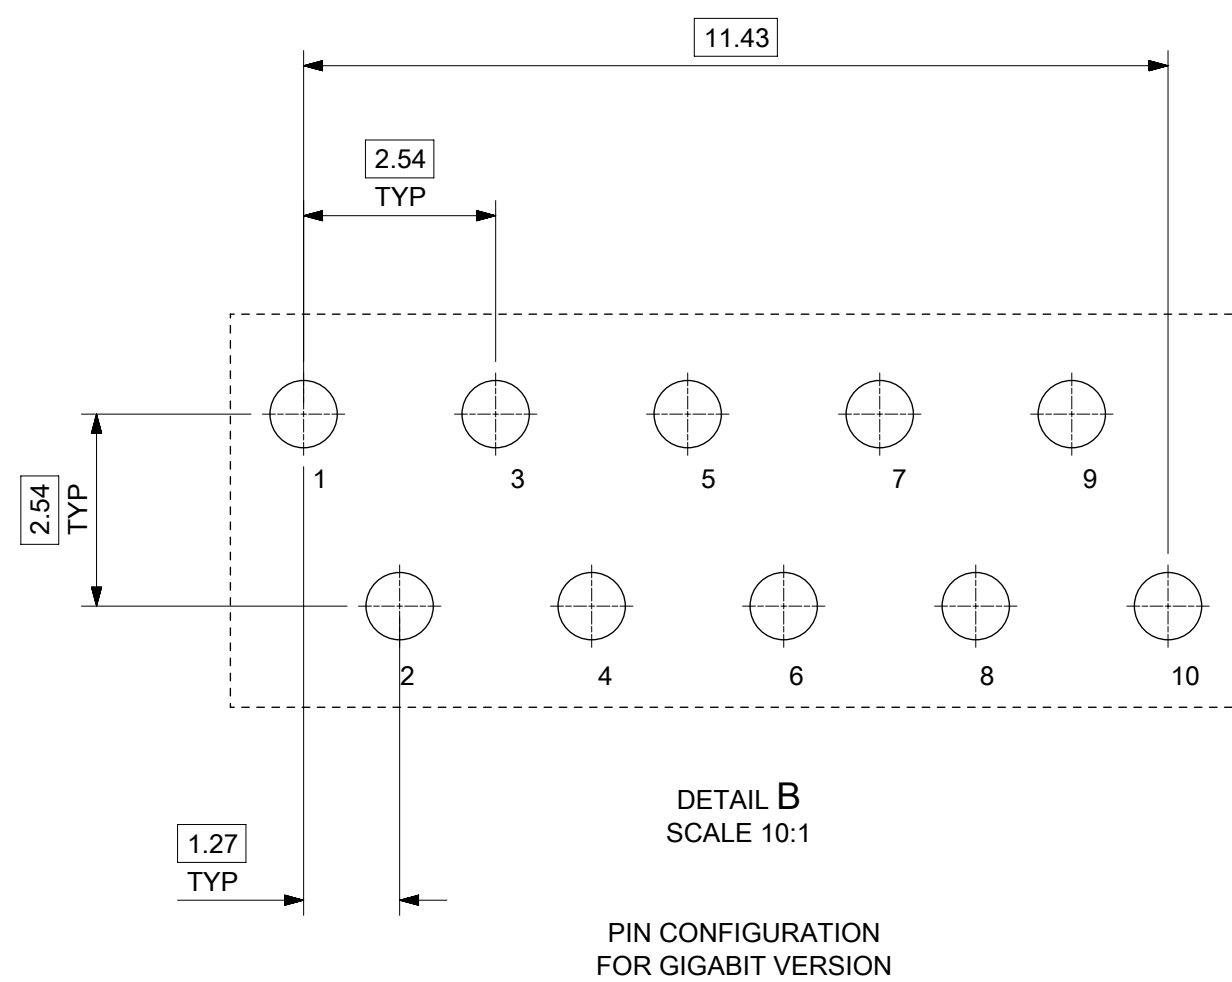 11.43
2.54
TYP
2.54
TYP
1 3 5 7 9
2 4 6 8 10
DETAIL B
SCALE 10:1
1.27
TYP
PIN CONFIGURATION
FOR GIGABIT VERSION